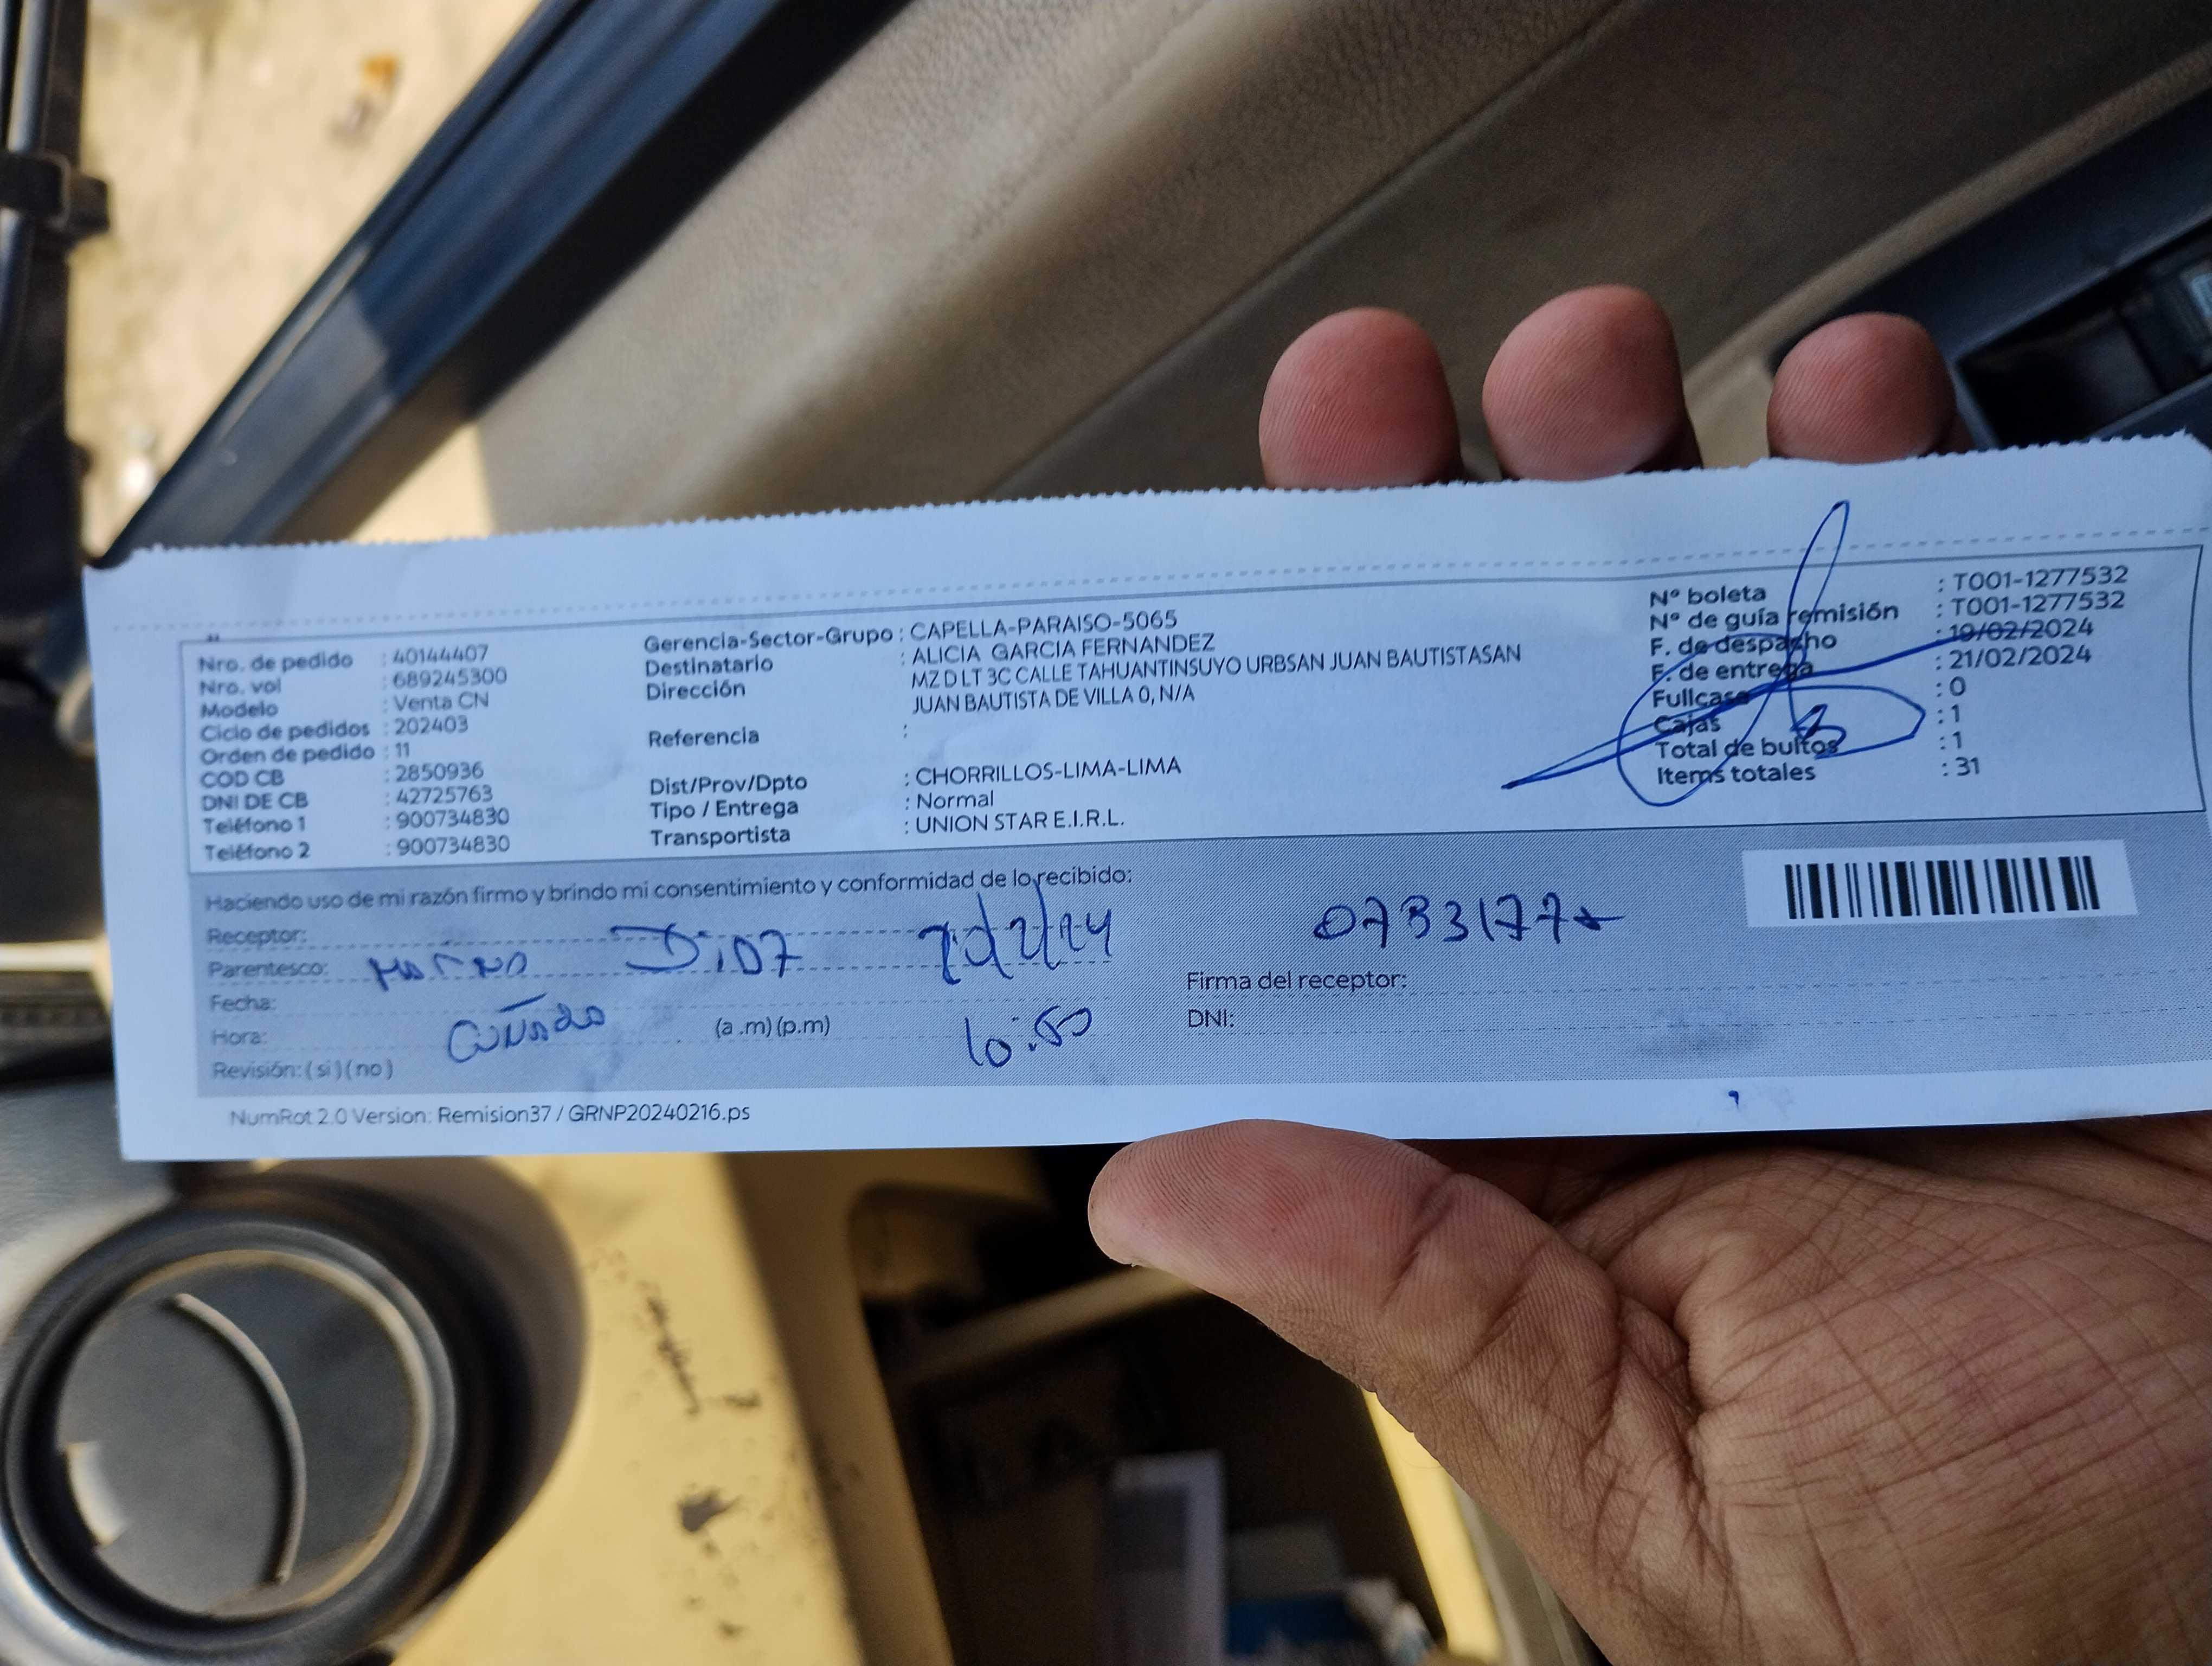 Nro. de pedido : 40144407
Nro. vol : 689245300
Modelo : Venta CN
Ciclo de pedidos : 202403
Orden de pedido : 11
COD CB : 2850936
DNI DE CB : 42725763
Teléfono 1 : 900734830
Teléfono 2 : 900734830
Gerencia-Sector-Grupo : CAPELLA-PARAISO-5065
Destinatario : ALICIA GARCIA FERNANDEZ
Dirección MZ D LT 3C CALLE TAHUANTINSUYO URBSAN JUAN BAUTISTASAN
JUAN BAUTISTA DE VILLA 0, N/A
Referencia :
Dist/Prov/Dpto : CHORRILLOS-LIMA-LIMA
Tipo / Entrega : Normal
Transportista : UNION STAR E.I.R.L.
N° boleta : T001-1277532
N° de guía remisión : T001-1277532
F. de despacho : 19/02/2024
F. de entrega : 21/02/2024
Fullcase : 0
Cajas : 1
Total de bultos : 1
Items totales : 31
Haciendo uso de mi razón firmo y brindo mi consentimiento y conformidad de lo recibido:
Receptor:
Parentesco:
Fecha:
Cuñado
Hora: (a .m) (p.m) 10:50
Revisión: ( si ) ( no )
Firma del receptor:
DNI:
NumRot 2.0 Version: Remision37 / GRNP20240216.ps